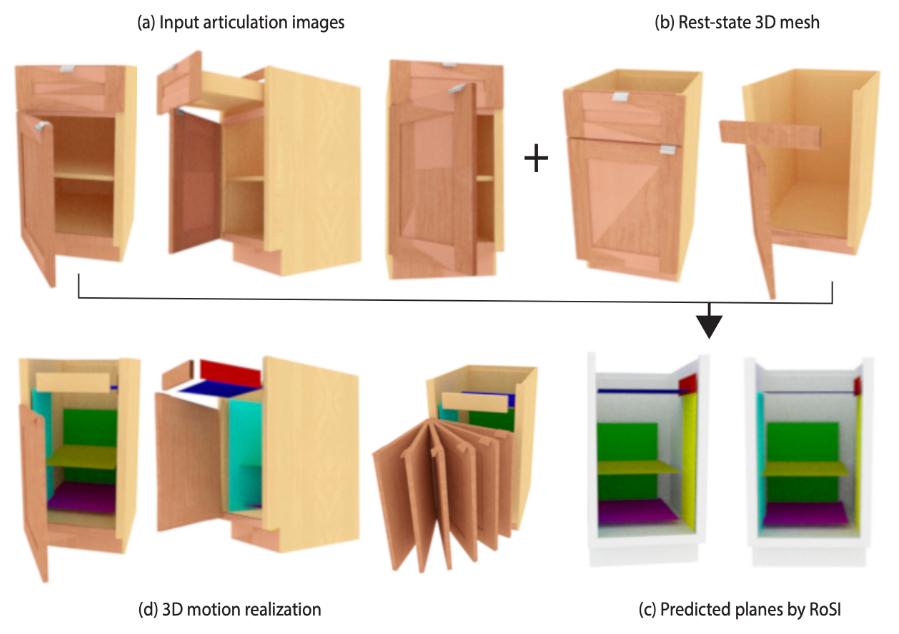 (a) Input articulation images
(b) Rest-state 3D mesh
+
(d) 3D motion realization
(c) Predicted planes by RoSI